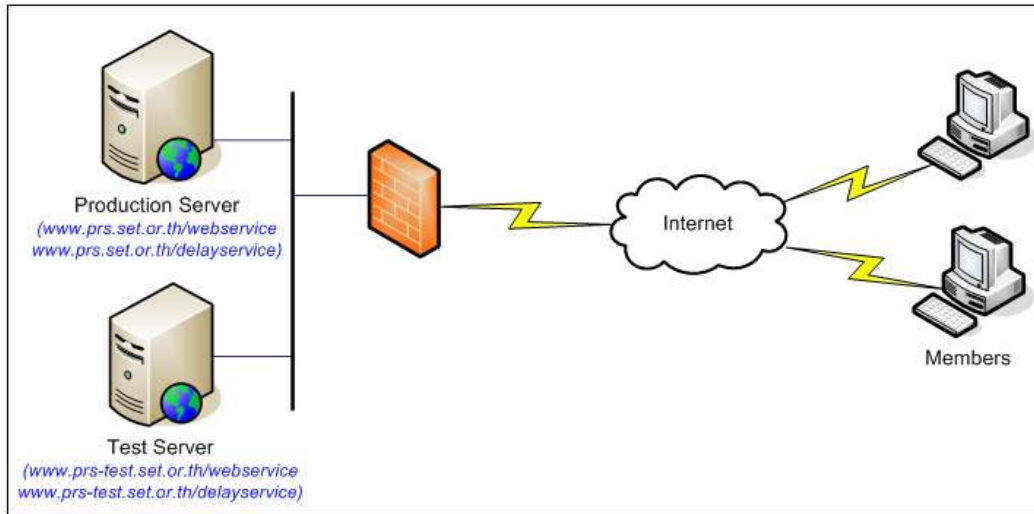 Production Server
(www.prs.set.or.th/webservice
www.prs.set.or.th/delayservice)
Internet
Members
Test Server
(www.prs-test.set.or.th/webservice
www.prs-test.set.or.th/delayservice)